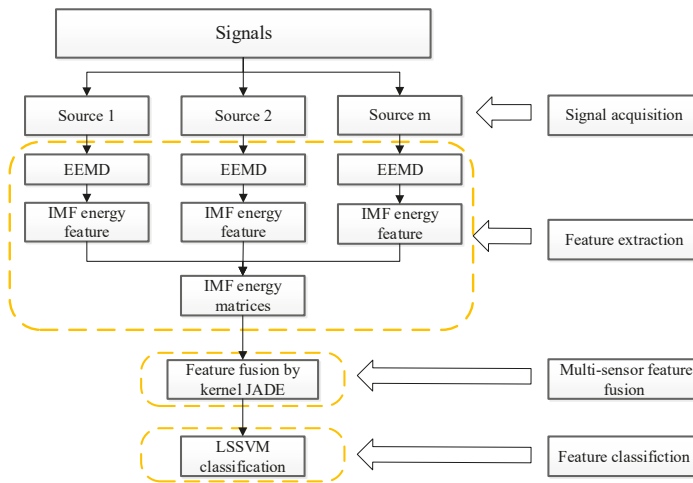 Signals
Source 1
Source 2
Source m
Signal acquisition
EEMD
EEMD
EEMD
IMF energy
feature
IMF energy
feature
IMF energy
feature
Feature extraction
IMF energy
matrices
Feature fusion by
kernel JADE
Multi-sensor feature
fusion
LSSVM
classification
Feature classifiction